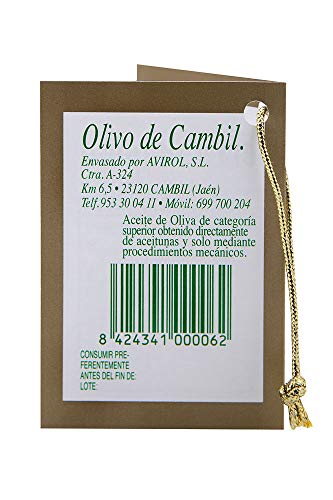 Olivo de Cambil.
Envasado por AVIROL, S.L.
Ctra. A-324
Km 6,5 • 23120 CAMBIL (Jaén)
Telf. 953 30 04 11 • Móvil: 699 700 204
Aceite de Oliva de categoría
superior obtenido directamente
de aceitunas y solo mediante
procedimientos mecánicos.
8 424341 000062
CONSUMIR PRE-
FERENTEMENTE
ANTES DEL FIN DE:
LOTE: